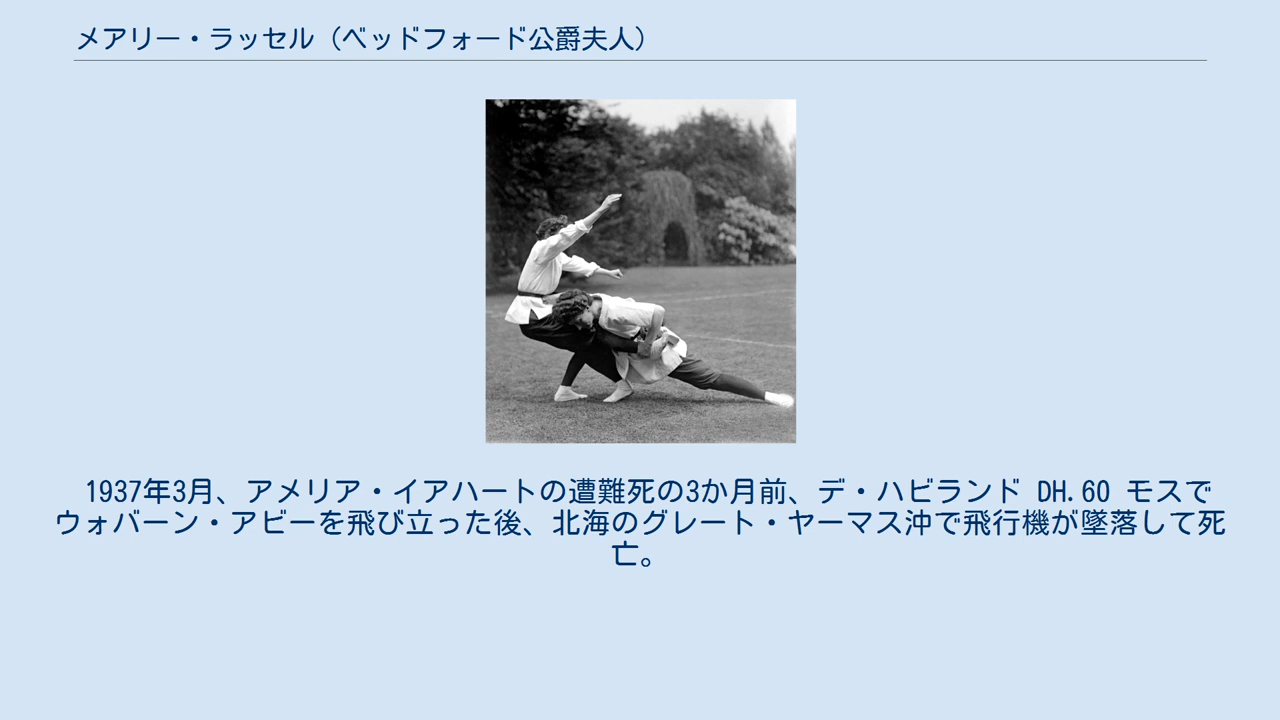 メアリー・ラッセル（ベッドフォード公爵夫人）
1937年3月、アメリア・イアハートの遭難死の3か月前、デ・ハビランド DH.60 モスで
ウォバーン・アビーを飛び立った後、北海のグレート・ヤーマス沖で飛行機が墜落して死
亡。